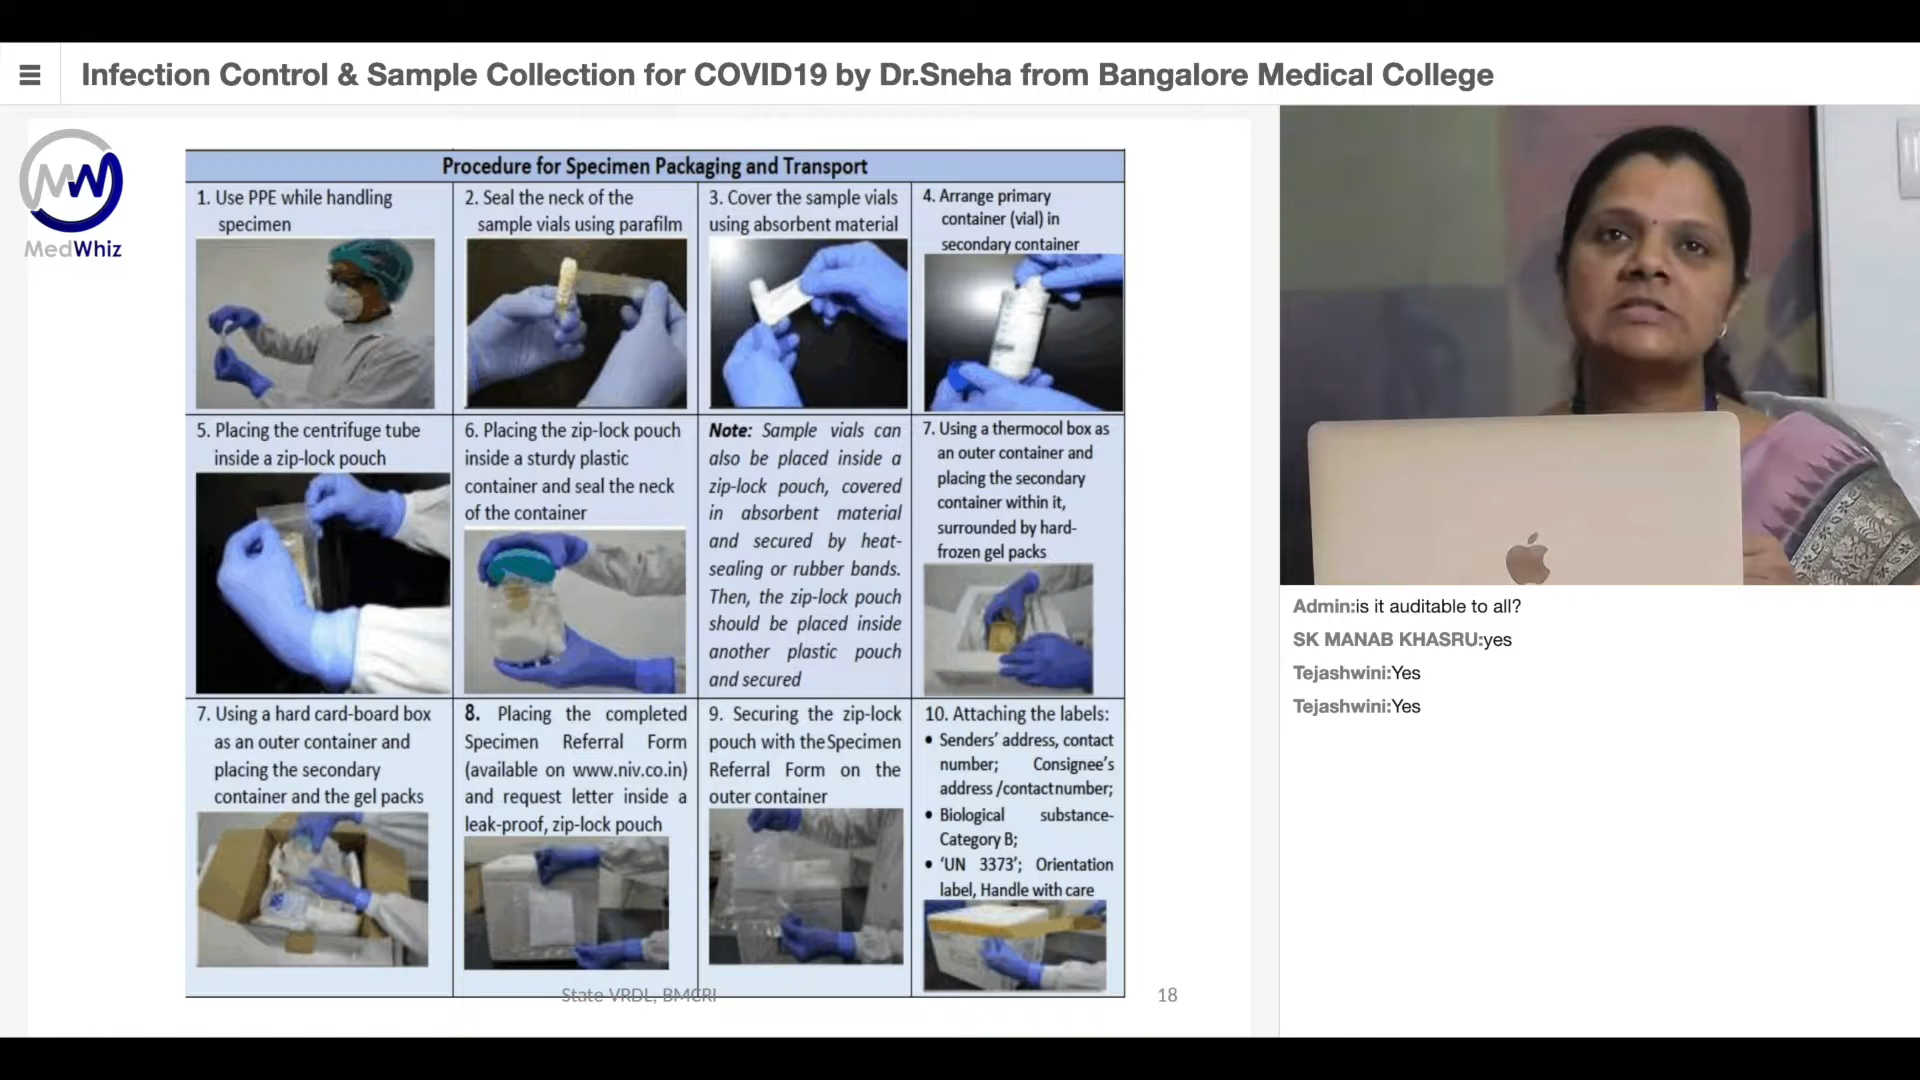 Infection Control & Sample Collection for COVID19 by Dr.Sneha from Bangalore Medical College
MW
MedWhiz
Procedure for Specimen Packaging and Transport
1. Use PPE while handling
specimen
2. Seal the neck of the
sample vials using parafilm
3. Cover the sample vials
using absorbent material
4. Arrange primary
container (vial) in
secondary container
5. Placing the centrifuge tube
inside a zip-lock pouch
6. Placing the zip-lock pouch
inside a sturdy plastic
container and seal the neck
of the container
Note: Sample vials can
also be placed inside a
zip-lock pouch, covered
in absorbent material
and secured by heat-
sealing or rubber bands.
Then, the zip-lock pouch
should be placed inside
another plastic pouch
and secured
7. Using a thermocol box as
an outer container and
placing the secondary
container within it,
surrounded by hard-
frozen gel packs
7. Using a hard card-board box
as an outer container and
placing the secondary
container and the gel packs
8. Placing the completed
Specimen Referral Form
(available on www.niv.co.in)
and request letter inside a
leak-proof, zip-lock pouch
9. Securing the zip-lock
pouch with the Specimen
Referral Form on the
outer container
10. Attaching the labels:
• Senders' address, contact
number; Consignee's
address /contact number;
• Biological substance-
Category B;
• 'UN 3373'; Orientation
label, Handle with care
State VRDL, BMCRI
18
Admin:is it auditable to all?
SK MANAB KHASRU:yes
Tejashwini:Yes
Tejashwini:Yes